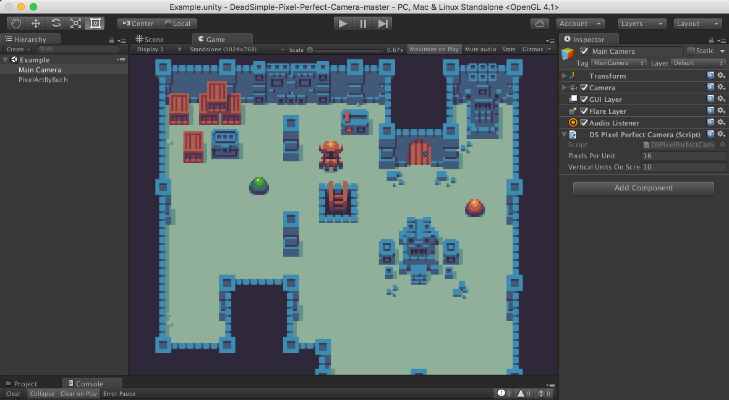 Example.unity - DeadSimple-Pixel-Perfect-Camera-master - PC, Mac & Linux Standalone <OpenGL 4.1>
Center Local Account Layers Layout
Hierarchy Scene Game Inspector
Create All Display 1 Standalone (1024x768) Scale 0.67x Maximize on Play Mute audio Stats Gizmos Main Camera Static
Example Tag MainCamera Layer Default
Main Camera Transform
PixelArtByBuch Camera
GUI Layer
Flare Layer
Audio Listener
DS Pixel Perfect Camera (Script)
Script DSPixelPerfectCam
Pixels Per Unit 16
Vertical Units On Scre 10
Add Component
Project Console
Clear Collapse Clear on Play Error Pause 0 0 0